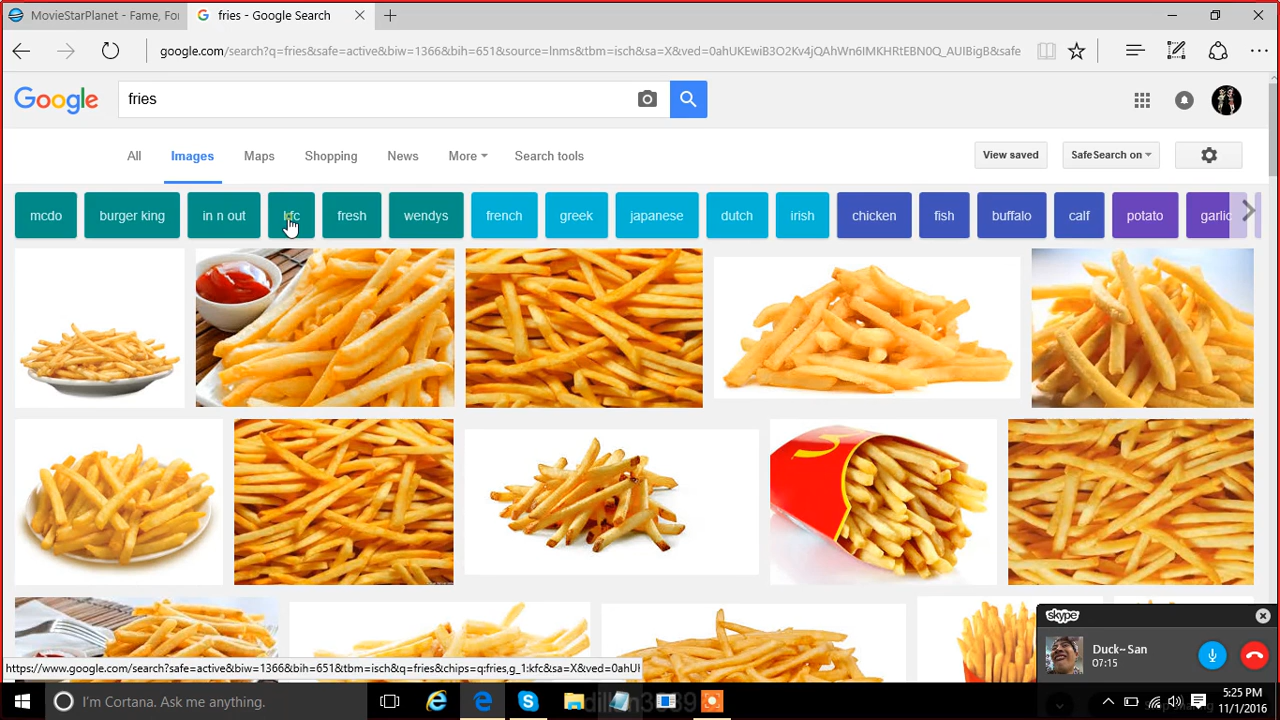 MovieStarPlanet - Fame, For
fries - Google Search
google.com/search?q=fries&safe=active&biw=1366&bih=651&source=lnms&tbm=isch&sa=X&ved=0ahUKEwiB3O2Kv4jQAhWn6IMKHRtEBN0Q_AUIBigB&safe
Google
fries
All Images Maps Shopping News More Search tools View saved SafeSearch on
mcdo burger king in n out kfc fresh wendys french greek japanese dutch irish chicken fish buffalo calf potato garlic
skype
Duck~San
07:15
https://www.google.com/search?safe=active&biw=1366&bih=651&tbm=isch&q=fries&chips=q:fries,g_1:kfc&sa=X&ved=0ahU
I'm Cortana. Ask me anything.
5:25 PM
11/1/2016